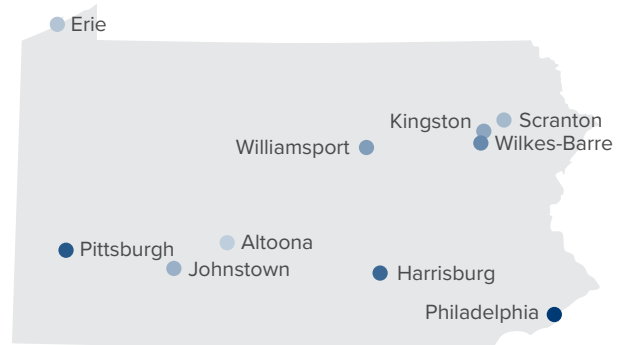 Erie
Kingston
Scranton
Williamsport
Wilkes-Barre
Pittsburgh
Altoona
Johnstown
Harrisburg
Philadelphia